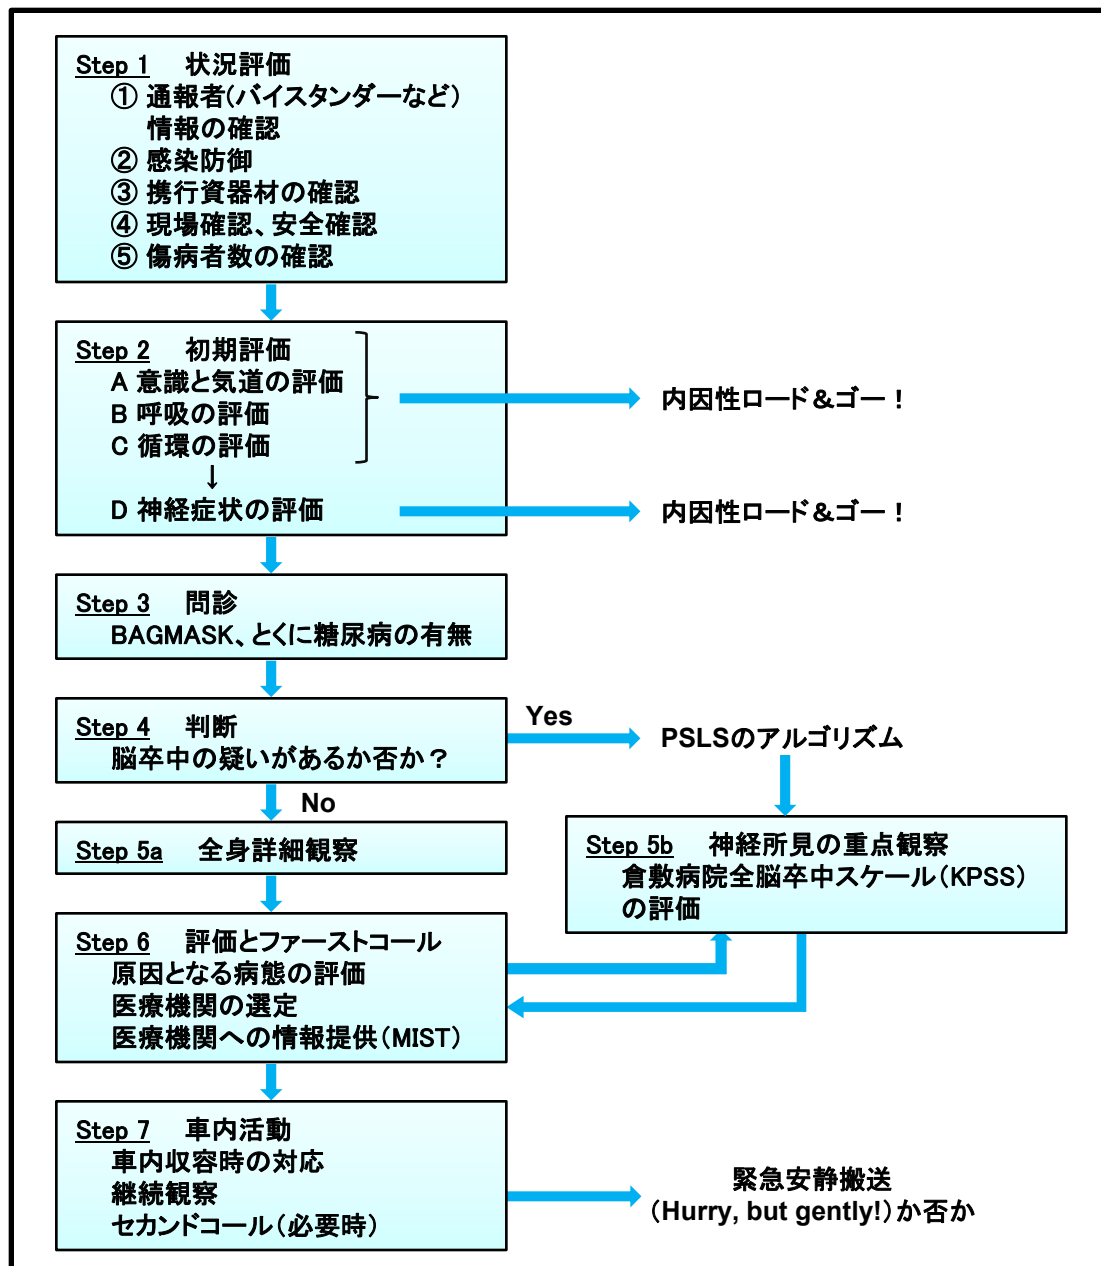 Step 1 状況評価
① 通報者(バイスタンダーなど)
情報の確認
② 感染防御
③ 携行資器材の確認
④ 現場確認、安全確認
⑤ 傷病者数の確認
Step 2 初期評価
A 意識と気道の評価
B 呼吸の評価
C 循環の評価
↓
D 神経症状の評価
内因性ロード＆ゴー！
内因性ロード＆ゴー！
Step 3 問診
BAGMASK、とくに糖尿病の有無
Step 4 判断
脳卒中の疑いがあるか否か？
Yes
PSLSのアルゴリズム
No
Step 5a 全身詳細観察
Step 5b 神経所見の重点観察
倉敷病院全脳卒中スケール（KPSS）
の評価
Step 6 評価とファーストコール
原因となる病態の評価
医療機関の選定
医療機関への情報提供（MIST）
Step 7 車内活動
車内収容時の対応
継続観察
セカンドコール（必要時）
緊急安静搬送
（Hurry, but gently!）か否か